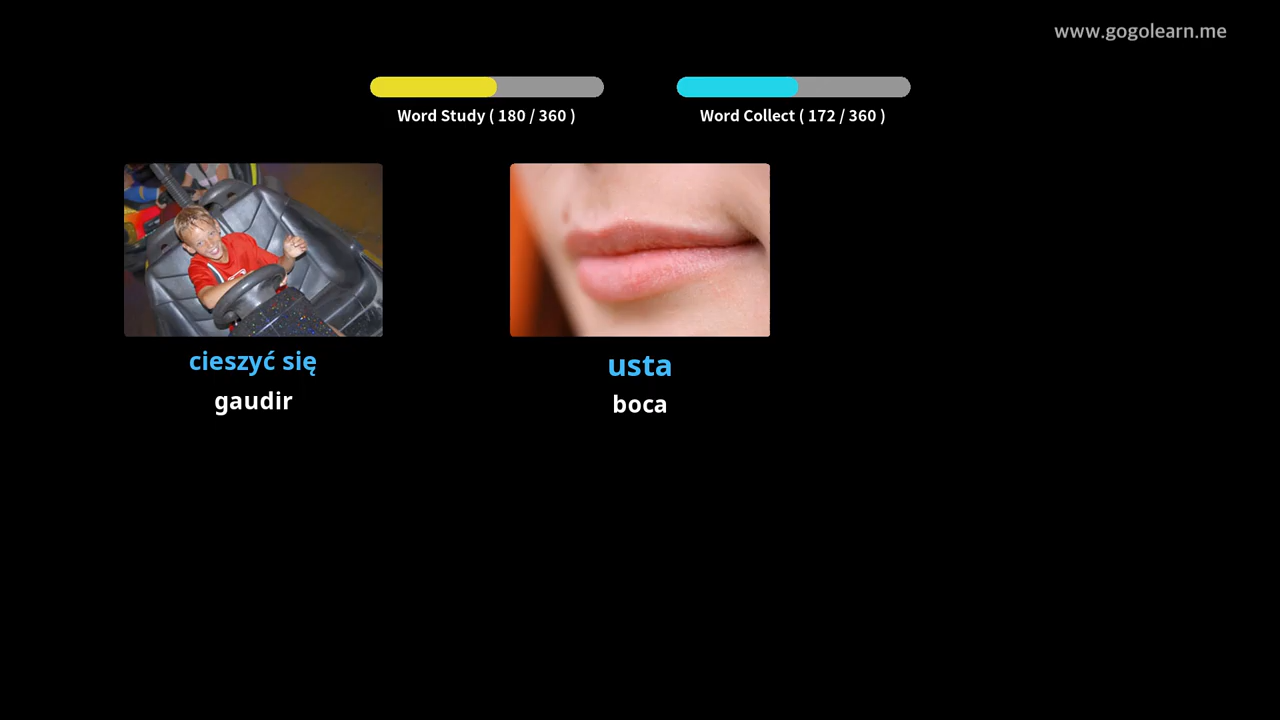 www.gogolearn.me
Word Study ( 180 / 360 )
Word Collect ( 172 / 360 )
cieszyć się
gaudir
usta
boca